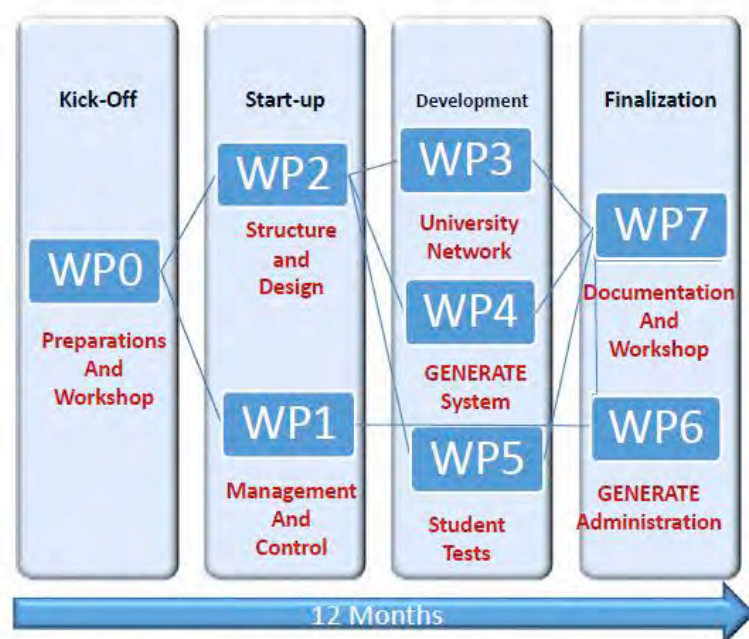 Kick-Off
WP0
Preparations
And
Workshop
Start-up
WP2
Structure
and
Design
WP1
Management
And
Control
Development
WP3
University
Network
WP4
GENERATE
System
WP5
Student
Tests
Finalization
WP7
Documentation
And
Workshop
WP6
GENERATE
Administration
12 Months